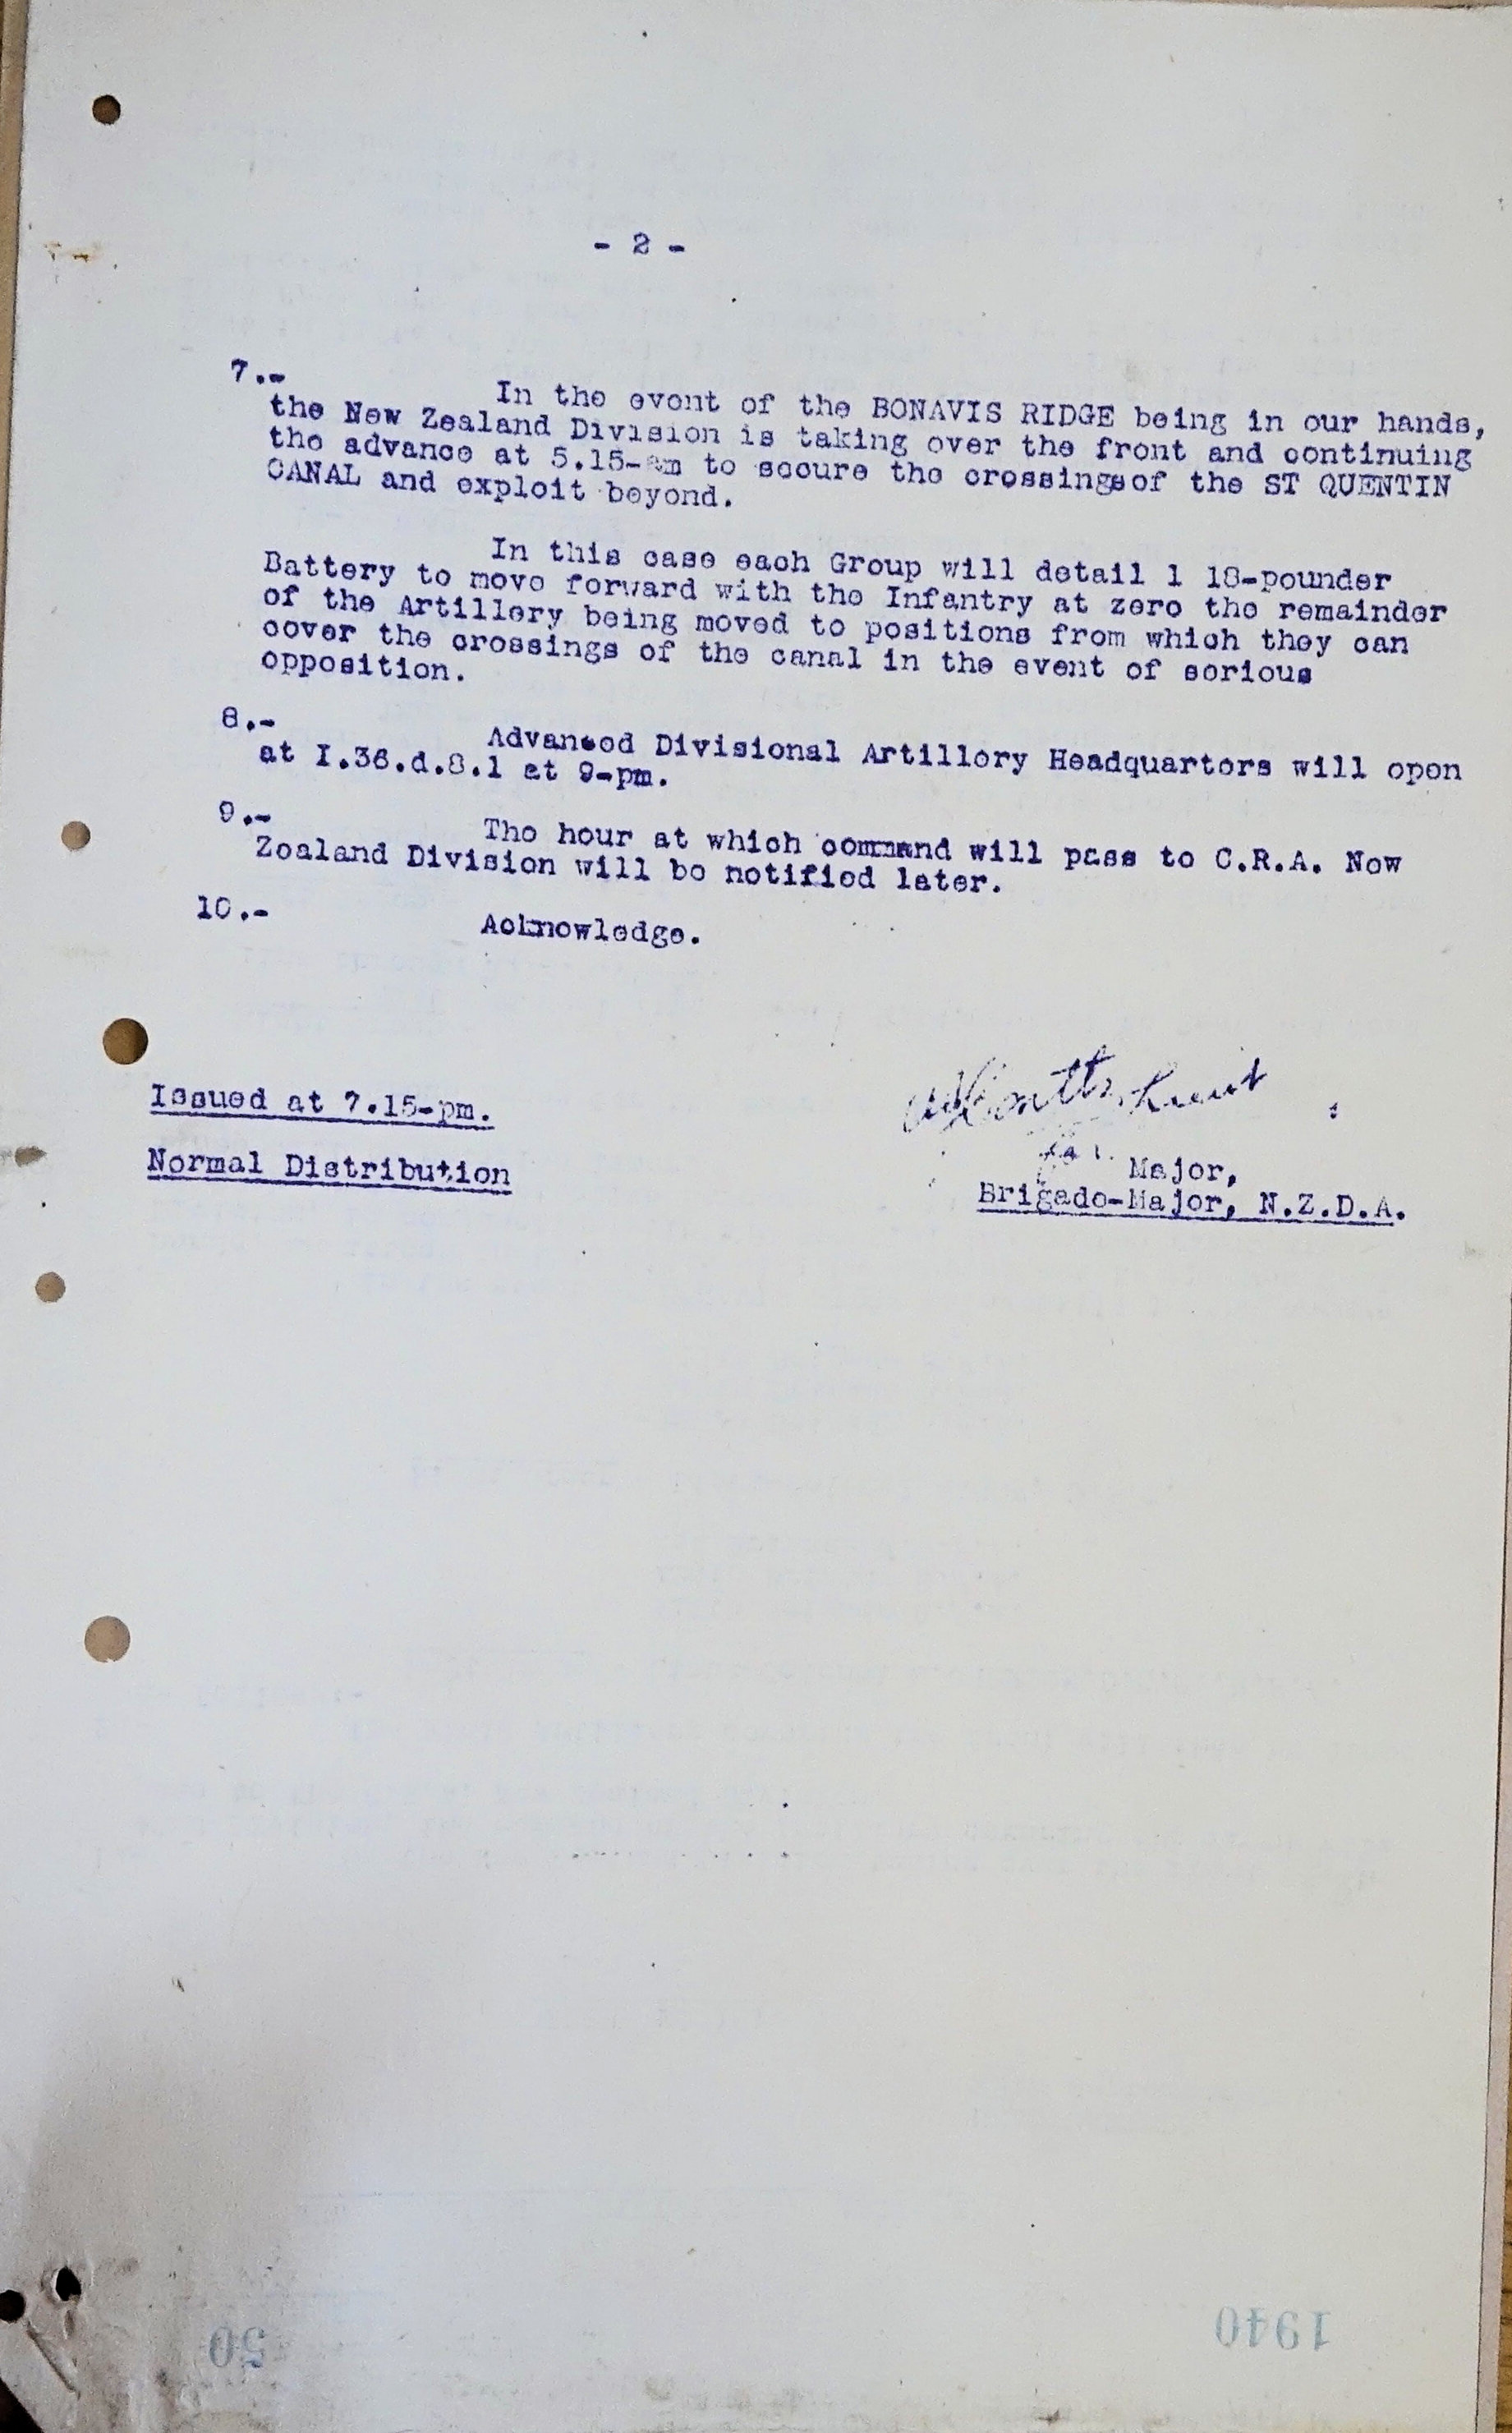 - 2 -
7.-
In the event of the BONAVIS RIDGE being in our hands,
the New Zealand Division is taking over the front and continuing
the advance at 5.15-am to secure the crossingsof the ST QUENTIN
CANAL and exploit beyond.
In this case each Group will detail 1 18-pounder
Battery to move forward with the Infantry at zero the remainder
of the Artillery being moved to positions from which they can
cover the crossings of the canal in the event of serious
opposition.
8.-
Advanced Divisional Artillery Headquarters will open
at I.36.d.8.1 at 9-pm.
9.-
The hour at which command will pass to C.R.A. New
Zealand Division will be notified later.
10.-
Acknowledge.
Issued at 7.15-pm.
Normal Distribution
Lieut
for
Major,
Brigade-Major, N.Z.D.A.
50
1940